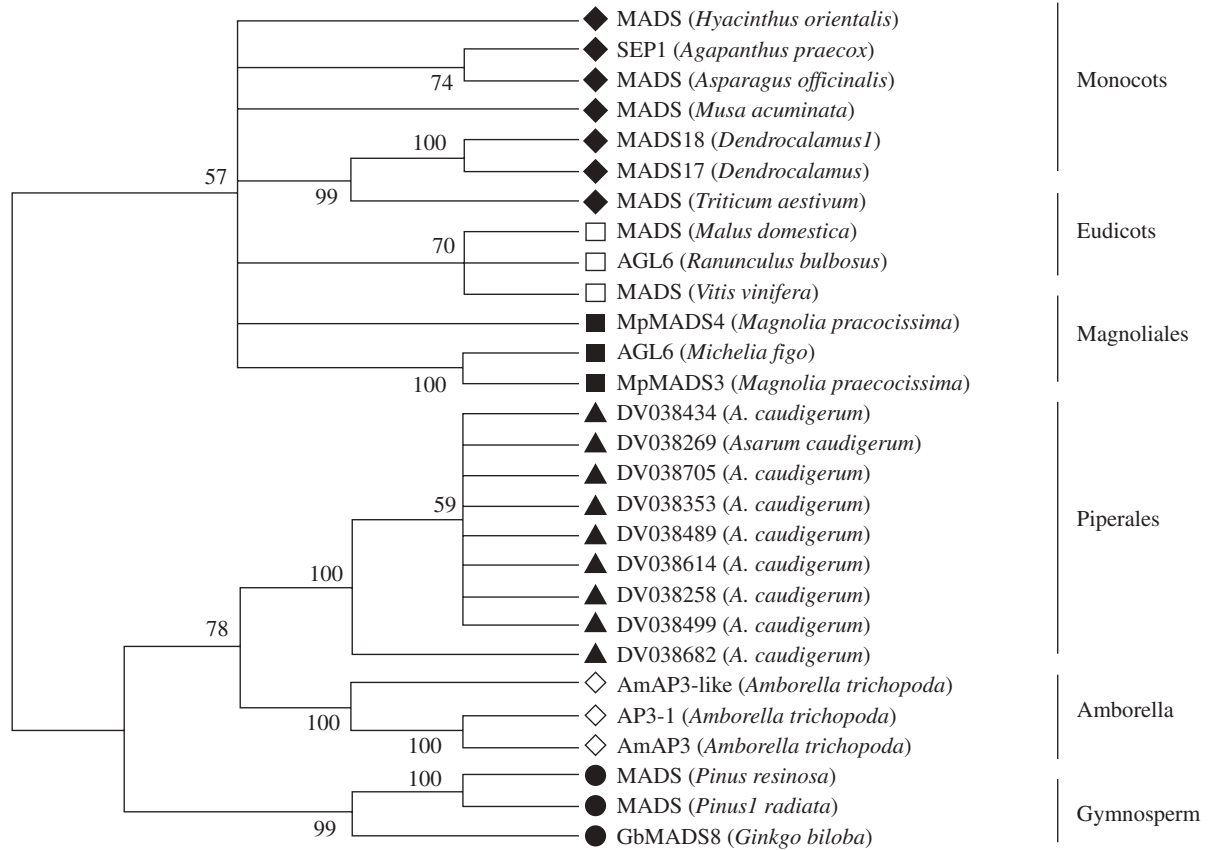 MADS (Hyacinthus orientalis)
SEP1 (Agapanthus praecox)
74
MADS (Asparagus officinalis)
Monocots
MADS (Musa acuminata)
100
MADS18 (Dendrocalamus1)
57
MADS17 (Dendrocalamus)
99
MADS (Triticum aestivum)
70
MADS (Malus domestica)
Eudicots
AGL6 (Ranunculus bulbosus)
MADS (Vitis vinifera)
MpMADS4 (Magnolia pracocissima)
Magnoliales
AGL6 (Michelia figo)
100
MpMADS3 (Magnolia praecocissima)
DV038434 (A. caudigerum)
DV038269 (Asarum caudigerum)
DV038705 (A. caudigerum)
59
DV038353 (A. caudigerum)
Piperales
DV038489 (A. caudigerum)
100
DV038614 (A. caudigerum)
DV038258 (A. caudigerum)
78
DV038499 (A. caudigerum)
DV038682 (A. caudigerum)
AmAP3-like (Amborella trichopoda)
100
AP3-1 (Amborella trichopoda)
Amborella
100
AmAP3 (Amborella trichopoda)
100
MADS (Pinus resinosa)
MADS (Pinus1 radiata)
Gymnosperm
99
GbMADS8 (Ginkgo biloba)